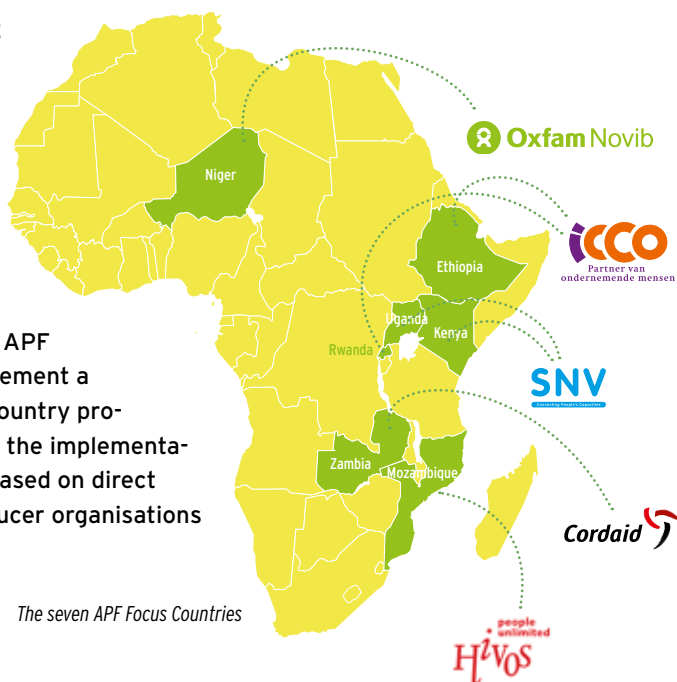 Niger
Oxfam Novib
icco
Partner van
ondernemende mensen
Ethiopia
Uganda
Kenya
Rwanda
APF
ement a
ountry pro-
the implementa-
ased on direct
ucer organisations
SNV
Connecting People's Capacities
Zambia
Mozambique
Cordaid
The seven APF Focus Countries
people
unlimited
Hivos